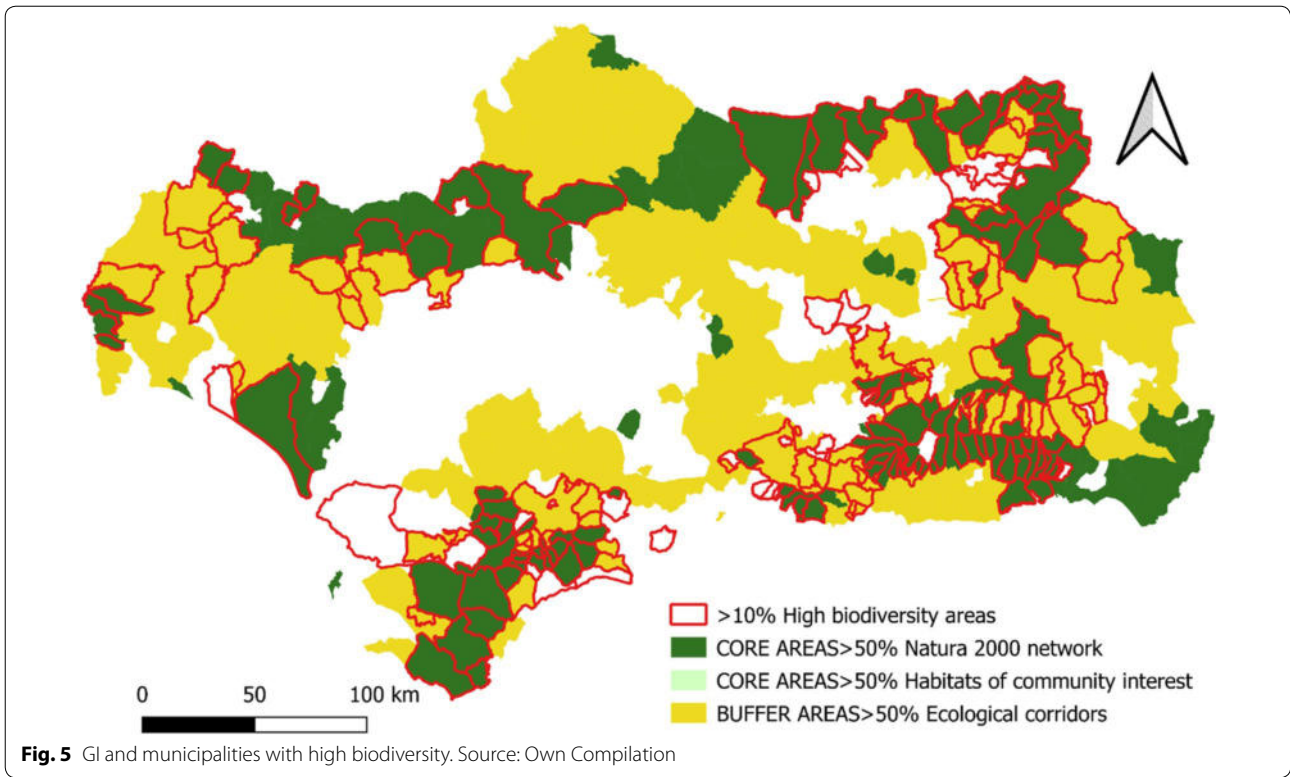 >10% High biodiversity areas
CORE AREAS>50% Natura 2000 network
CORE AREAS>50% Habitats of community interest
BUFFER AREAS>50% Ecological corridors
0 50 100 km
Fig. 5 GI and municipalities with high biodiversity. Source: Own Compilation